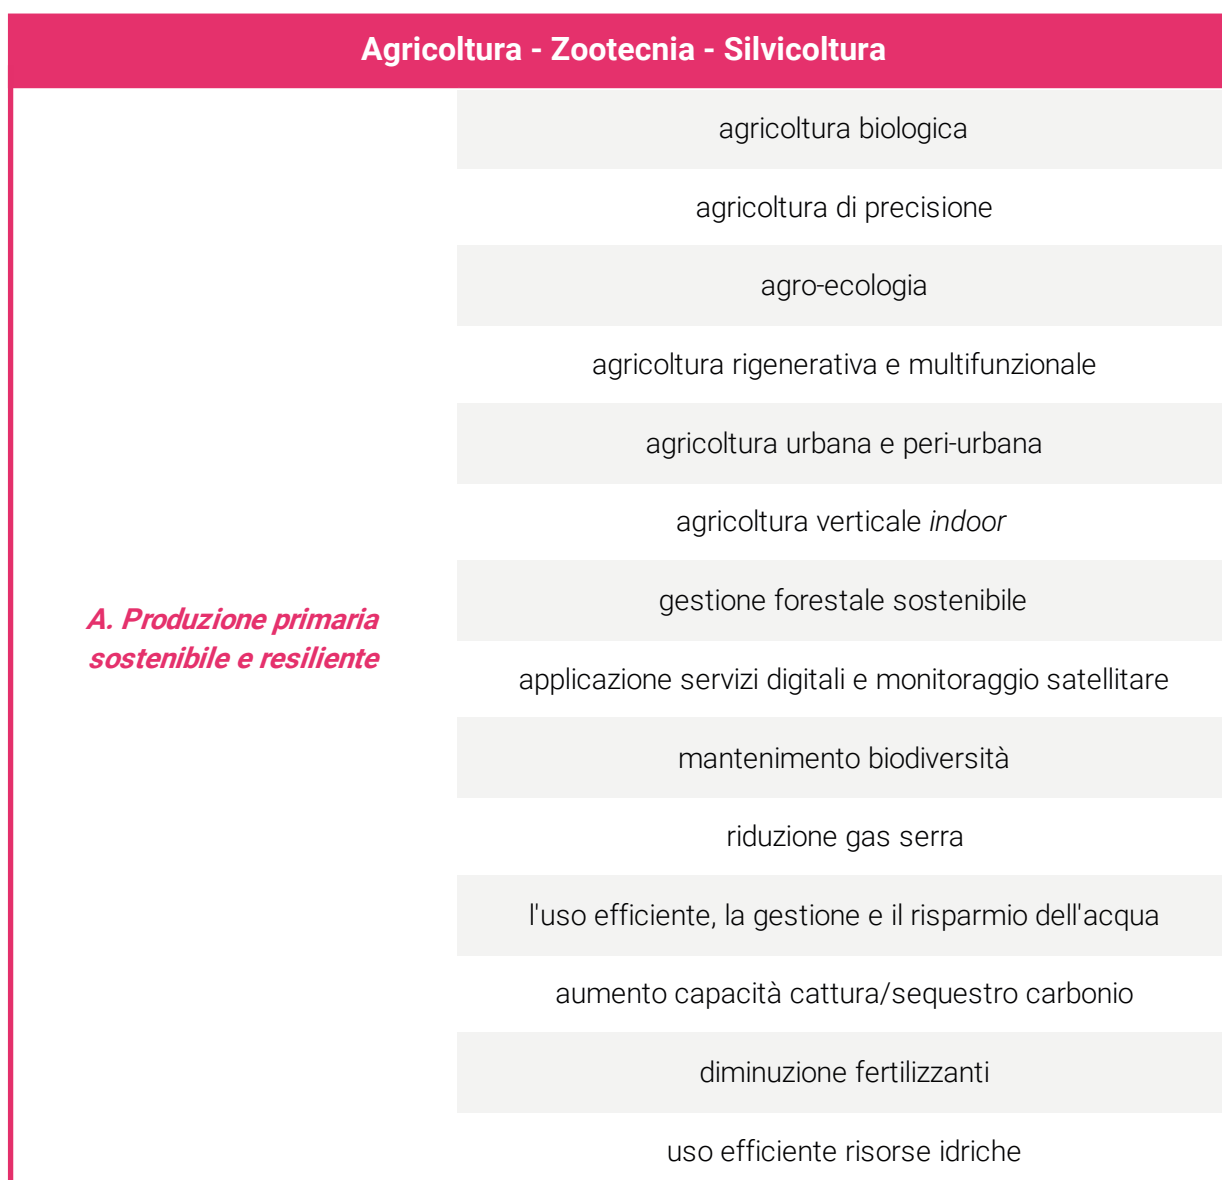 Agricoltura - Zootecnia - Silvicoltura
A. Produzione primaria
sostenibile e resiliente
agricoltura biologica
agricoltura di precisione
agro-ecologia
agricoltura rigenerativa e multifunzionale
agricoltura urbana e peri-urbana
agricoltura verticale indoor
gestione forestale sostenibile
applicazione servizi digitali e monitoraggio satellitare
mantenimento biodiversità
riduzione gas serra
l'uso efficiente, la gestione e il risparmio dell'acqua
aumento capacità cattura/sequestro carbonio
diminuzione fertilizzanti
uso efficiente risorse idriche